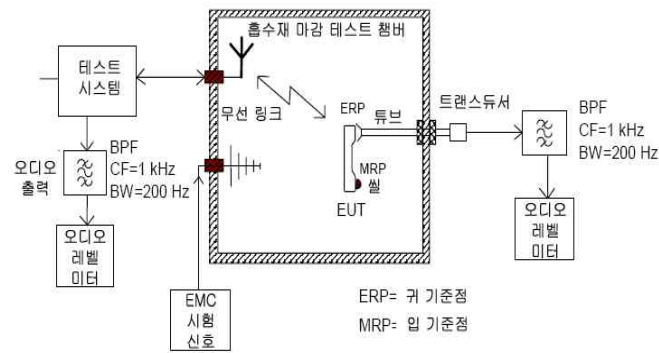 흡수재 마감 테스트 챔버
테스트
시스템
무선 링크
ERP
튜브
트랜스듀서
BPF
CF=1 kHz
BW=200 Hz
BPF
CF=1 kHz
BW=200 Hz
오디오
출력
MRP
씰
EUT
오디오
레벨
미터
오디오
레벨
미터
EMC
시험
신호
ERP= 귀 기준점
MRP= 입 기준점